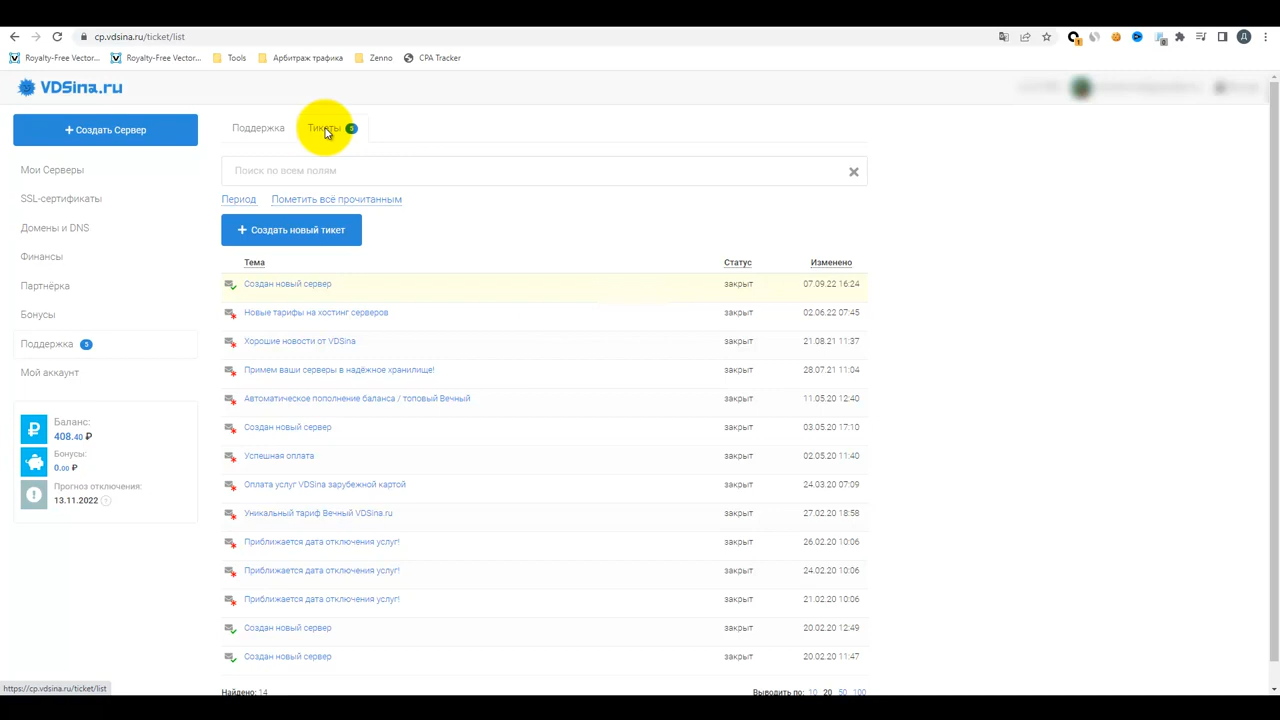 cp.vdsina.ru/ticket/list
Royalty-Free Vector... Royalty-Free Vector... Tools Арбитраж трафика Zenno CPA Tracker
VDSina.ru
+ Создать Сервер
Мои Серверы
SSL-сертификаты
Домены и DNS
Финансы
Партнёрка
Бонусы
Поддержка 5
Мой аккаунт
Баланс:
408.40 ₽
Бонусы:
0.00 ₽
Прогноз отключения:
13.11.2022 ?
Поддержка Тикеты 5
Поиск по всем полям
Период Пометить всё прочитанным
+ Создать новый тикет
Тема Статус Изменено
Создан новый сервер закрыт 07.09.22 16:24
Новые тарифы на хостинг серверов закрыт 02.06.22 07:45
Хорошие новости от VDSina закрыт 21.08.21 11:37
Примем ваши серверы в надёжное хранилище! закрыт 28.07.21 11:04
Автоматическое пополнение баланса / топовый Вечный закрыт 11.05.20 12:40
Создан новый сервер закрыт 03.05.20 17:10
Успешная оплата закрыт 02.05.20 11:40
Оплата услуг VDSina зарубежной картой закрыт 24.03.20 07:09
Уникальный тариф Вечный VDSina.ru закрыт 27.02.20 18:58
Приближается дата отключения услуг! закрыт 26.02.20 10:06
Приближается дата отключения услуг! закрыт 24.02.20 10:06
Приближается дата отключения услуг! закрыт 21.02.20 10:06
Создан новый сервер закрыт 20.02.20 12:49
Создан новый сервер закрыт 20.02.20 11:47
Найдено: 14 Выводить по: 10 20 50 100
https://cp.vdsina.ru/ticket/list